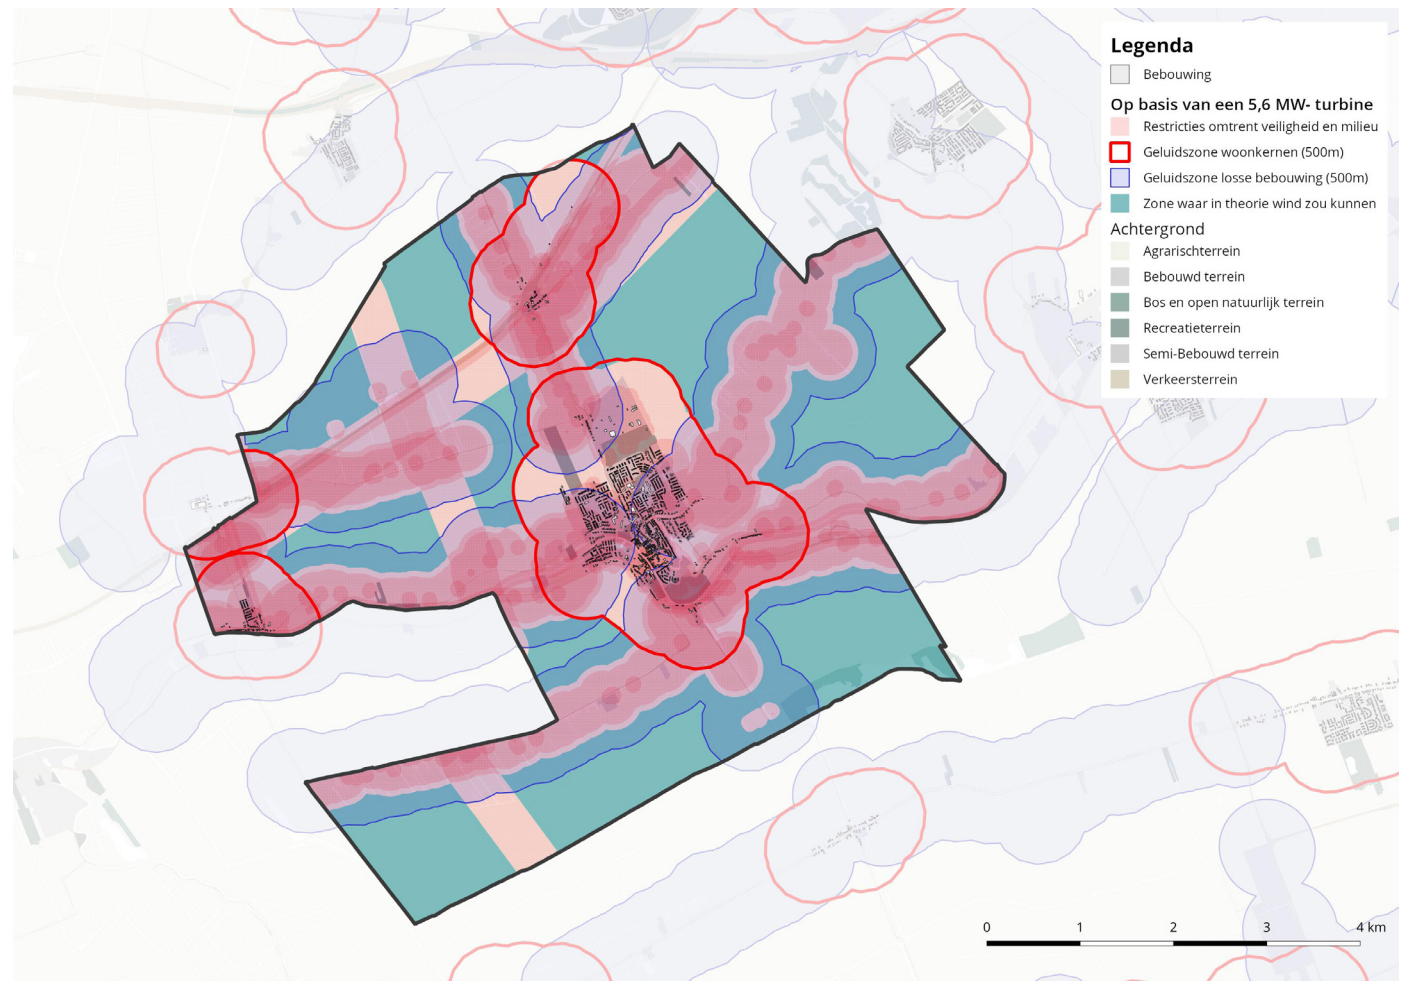 Legenda
Bebouwing
Op basis van een 5,6 MW- turbine
Restricties omtrent veiligheid en milieu
Geluidszone woonkernen (500m)
Geluidszone losse bebouwing (500m)
Zone waar in theorie wind zou kunnen
Achtergrond
Agrarischterrein
Bebouwd terrein
Bos en open natuurlijk terrein
Recreatieterrein
Semi-Bebouwd terrein
Verkeersterrein
0 1 2 3 4 km